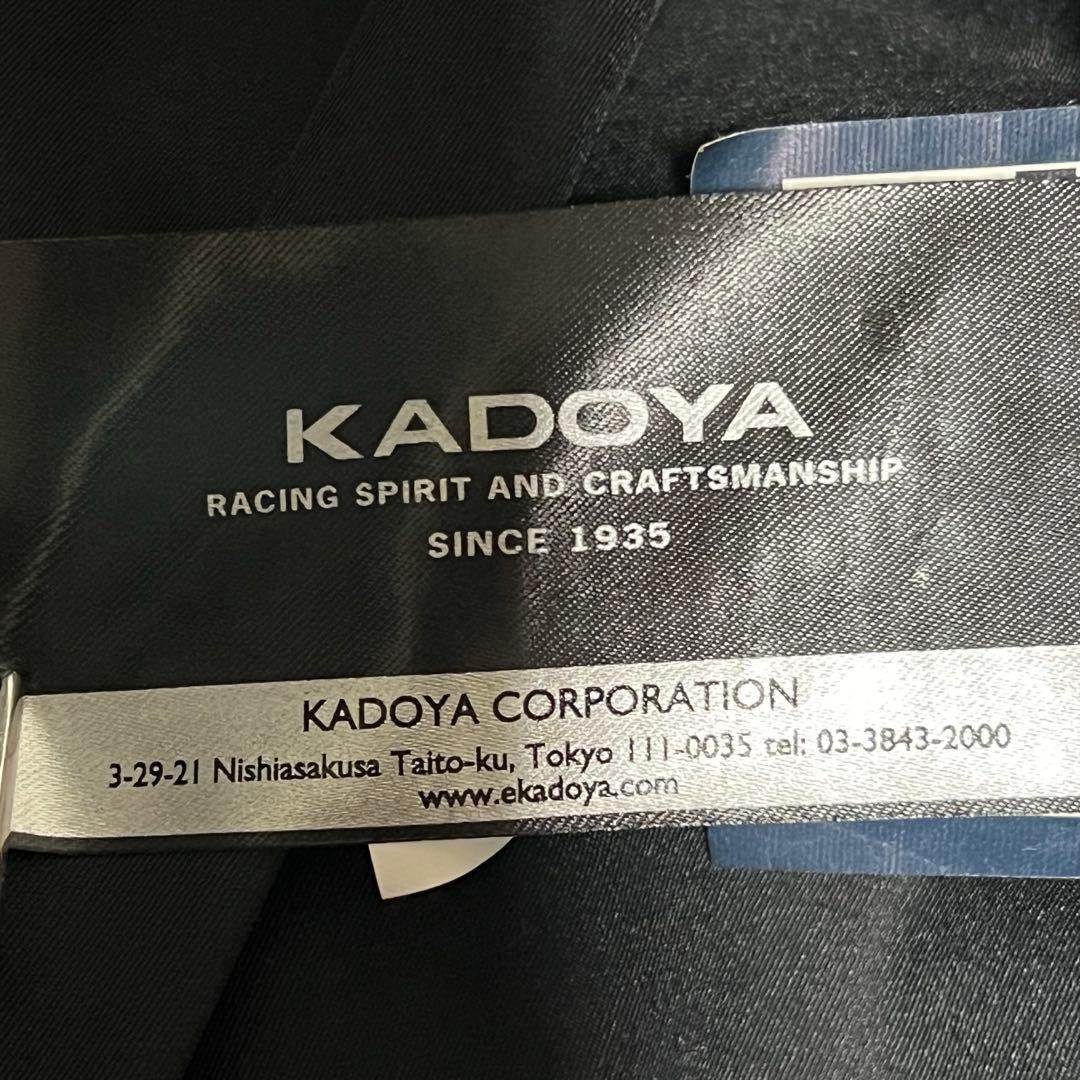 KADOYA
RACING SPIRIT AND CRAFTSMANSHIP
SINCE 1935
KADOYA CORPORATION
3-29-21 Nishiasakusa Taito-ku, Tokyo 111-0035 tel: 03-3843-2000
www.ekadoya.com